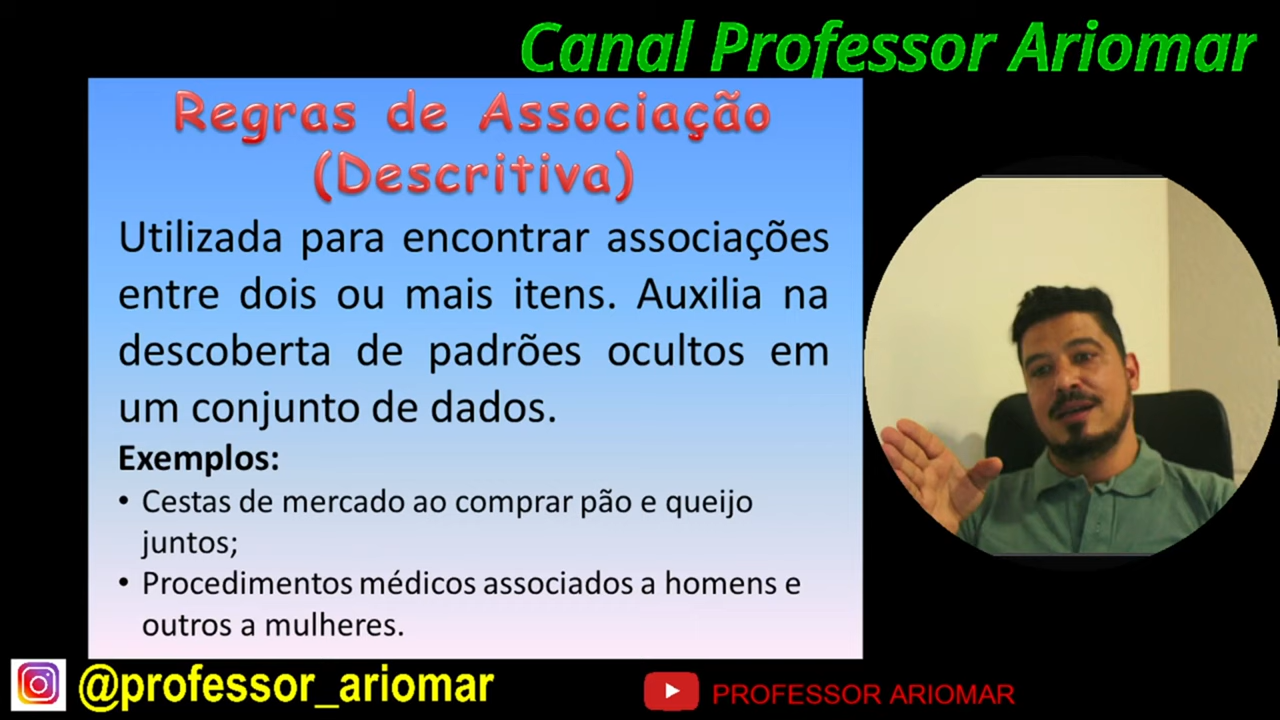 Canal Professor Ariomar
Regras de Associação
(Descritiva)
Utilizada para encontrar associações
entre dois ou mais itens. Auxilia na
descoberta de padrões ocultos em
um conjunto de dados.
Exemplos:
• Cestas de mercado ao comprar pão e queijo
juntos;
• Procedimentos médicos associados a homens e
outros a mulheres.
@professor_ariomar
PROFESSOR ARIOMAR